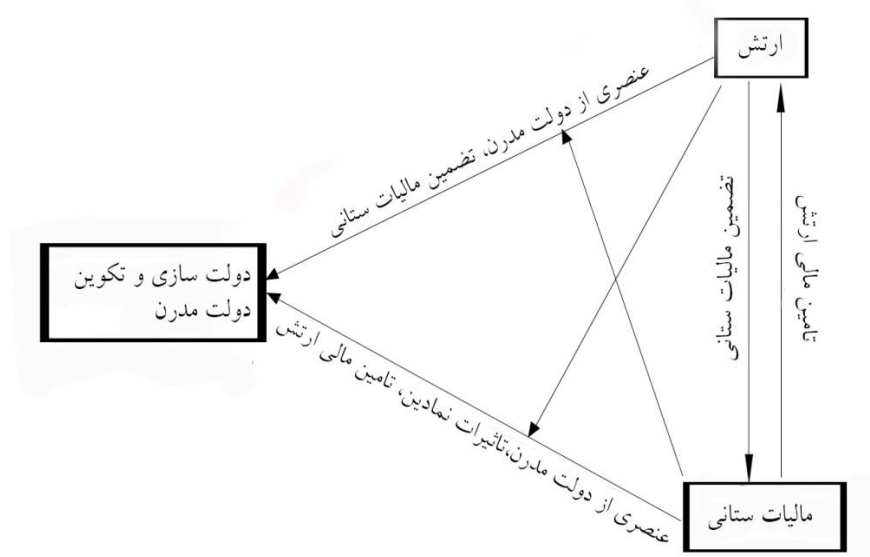 ارتش
عنصری از دولت مدرن، تضمین مالیات ستانی
تضمین مالیات ستانی
تامین مالی ارتش
دولت سازی و تکوین
دولت مدرن
عنصری از دولت مدرن،تاثیرات نمادین، تامین مالی ارتش
مالیات ستانی